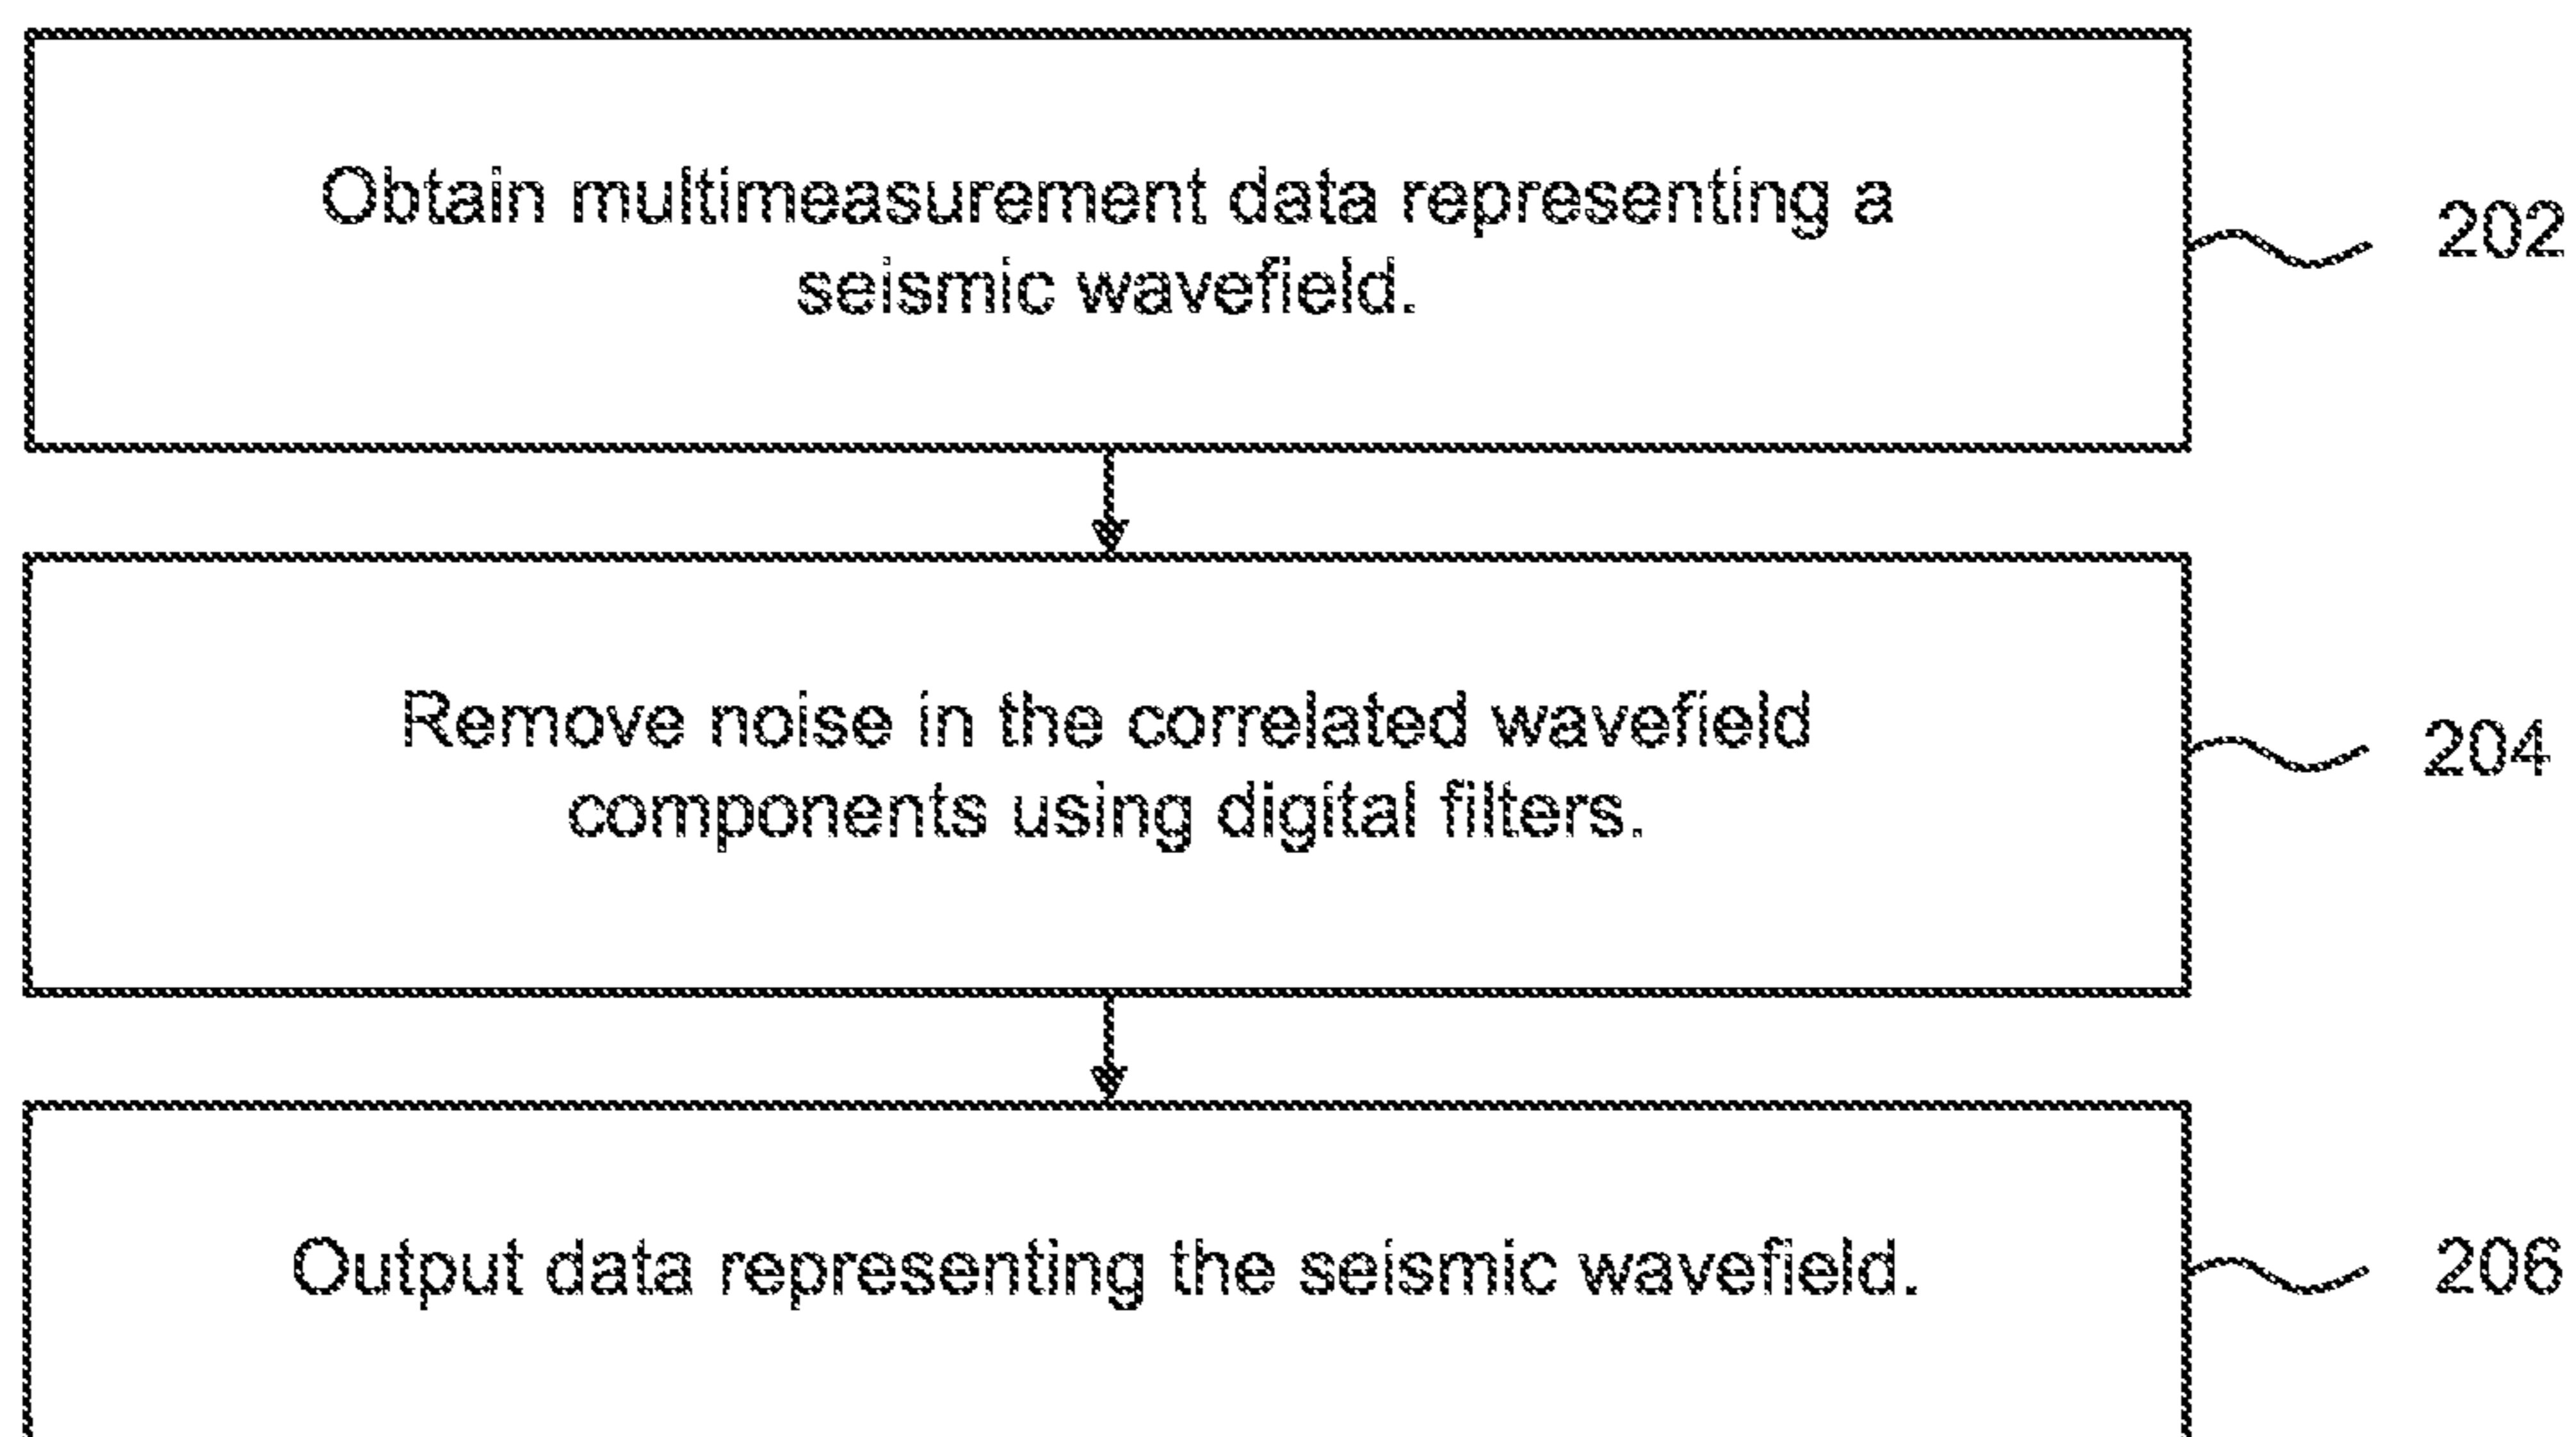 Obtain multimeasurement data representing a
seismic wavefield.
202
Remove noise in the correlated wavefield
components using digital filters.
204
Output data representing the seismic wavefield.
206